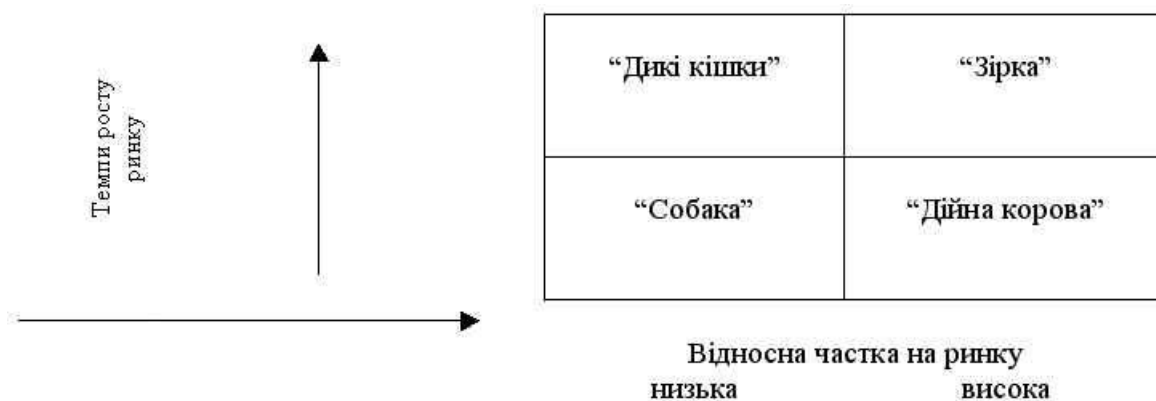 Темпи росту
ринку
“Дикі кішки” “Зірка”
“Собака” “Дійна корова”
Відносна частка на ринку
низька висока